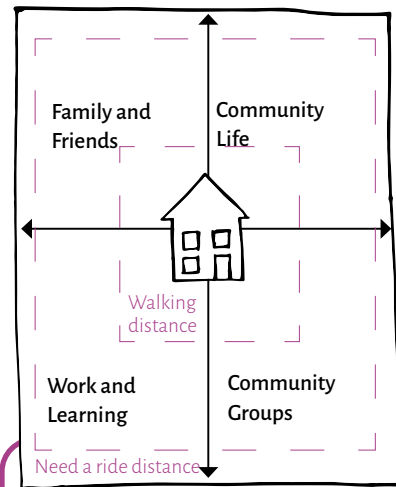 Family and
Friends
Community
Life
Walking
distance
Work and
Learning
Community
Groups
Need a ride distance